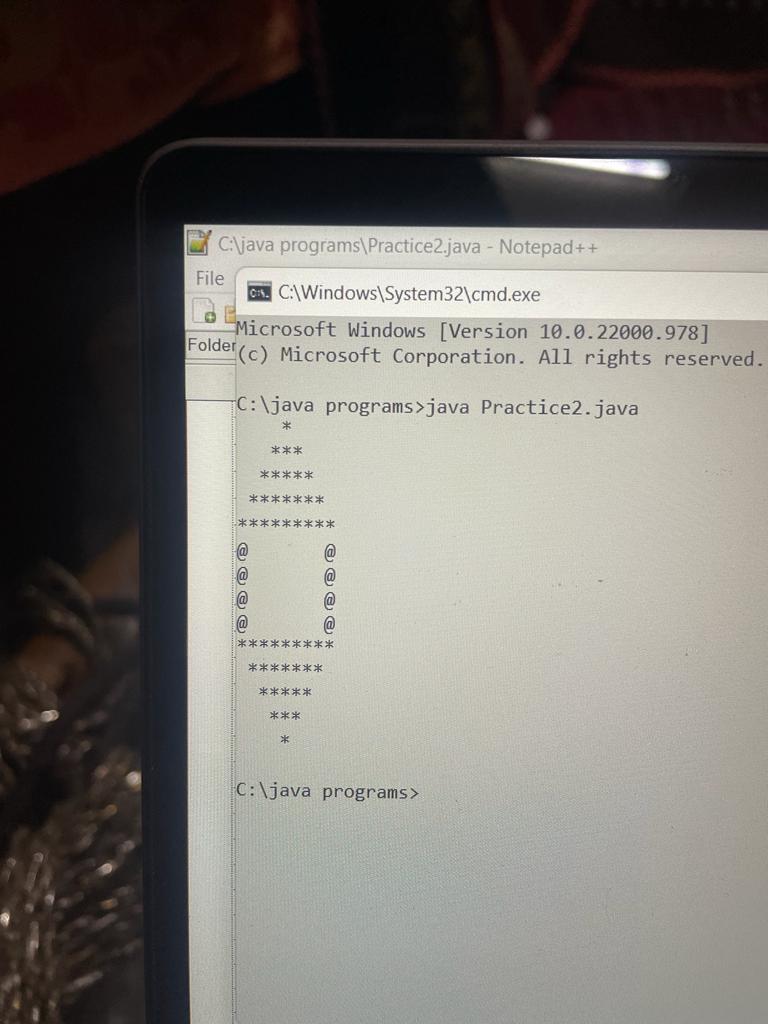 C:\java programs\Practice2.java - Notepad++
File
C:\Windows\System32\cmd.exe
Folder
Microsoft Windows [Version 10.0.22000.978]
(c) Microsoft Corporation. All rights reserved.
C:\java programs>java Practice2.java
    *
   ***
  *****
 *******
*********
@       @
@       @
@       @
@       @
*********
 *******
  *****
   ***
    *
C:\java programs>